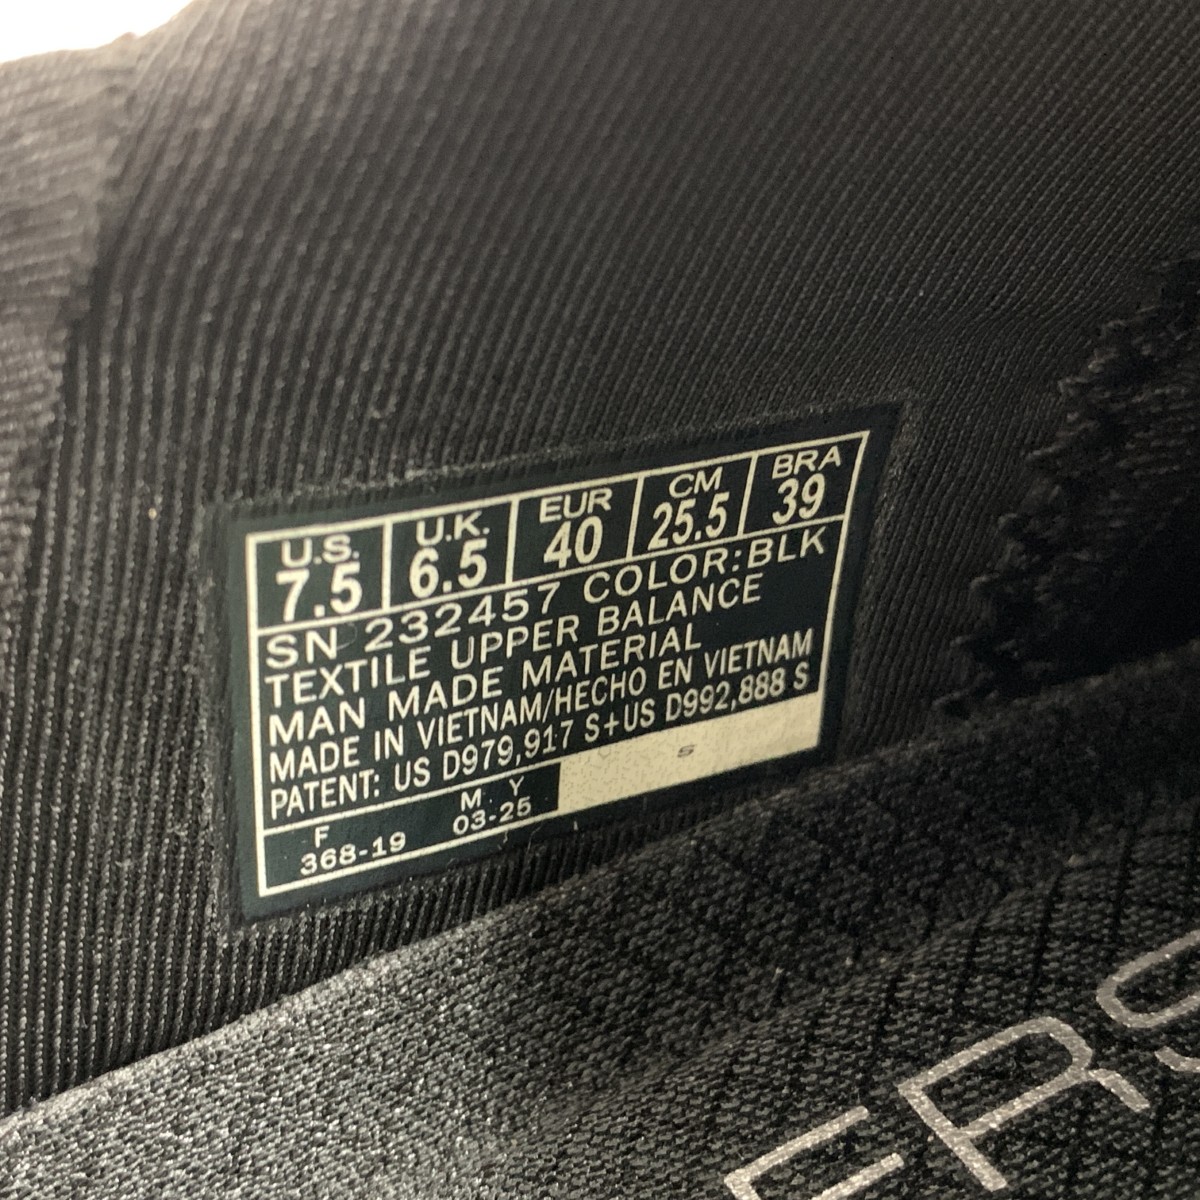 U.S. U.K. EUR CM BRA
7.5 6.5 40 25.5 39
SN 232457 COLOR:BLK
TEXTILE UPPER BALANCE
MAN MADE MATERIAL
MADE IN VIETNAM/HECHO EN VIETNAM
PATENT: US D979,917 S+US D992,888 S
F M Y
368-19 03-25
S
ERS